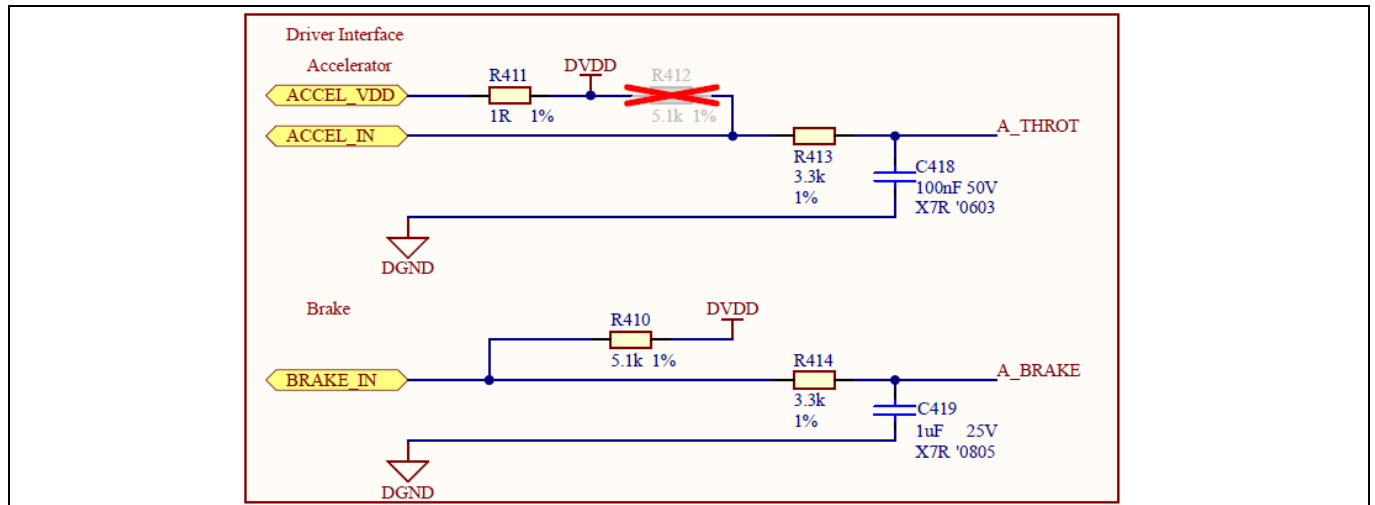 Driver Interface
Accelerator
ACCEL_VDD
R411
1R 1%
DVDD
R412
5.1k 1%
ACCEL_IN
R413
3.3k
1%
A_THROT
C418
100nF 50V
X7R '0603
DGND
Brake
R410
5.1k 1%
DVDD
BRAKE_IN
R414
3.3k
1%
A_BRAKE
C419
1uF 25V
X7R '0805
DGND